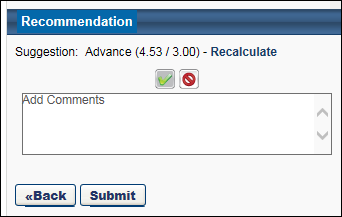 Recommendation
Suggestion: Advance (4.53 / 3.00) - Recalculate
Add Comments
«Back Submit